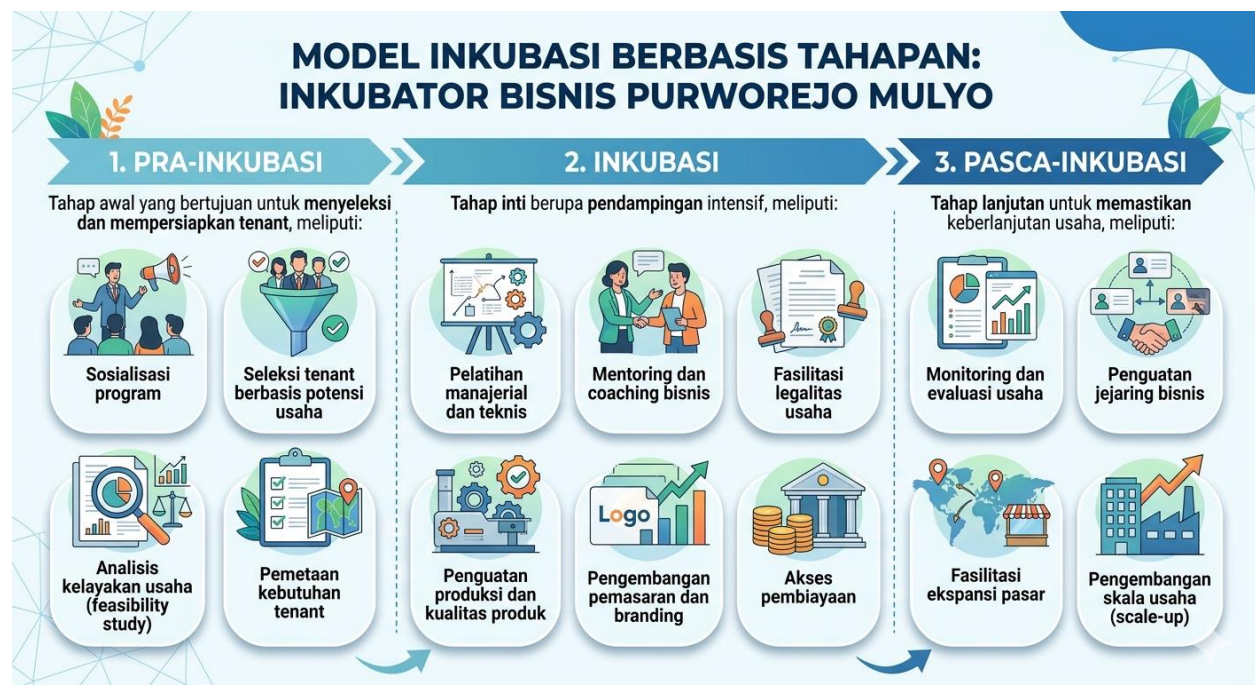 MODEL INKUBASI BERBASIS TAHAPAN:
INKUBATOR BISNIS PURWOREJO MULYO
1. PRA-INKUBASI
Tahap awal yang bertujuan untuk menyeleksi
dan mempersiapkan tenant, meliputi:
Sosialisasi
program
Seleksi tenant
berbasis potensi
usaha
Analisis
kelayakan usaha
(feasibility
study)
Pemetaan
kebutuhan
tenant
2. INKUBASI
Tahap inti berupa pendampingan intensif, meliputi:
Pelatihan
manajerial
dan teknis
Mentoring dan
coaching bisnis
Fasilitasi
legalitas
usaha
Penguatan
produksi dan
kualitas produk
Logo
Pengembangan
pemasaran dan
branding
Akses
pembiayaan
3. PASCA-INKUBASI
Tahap lanjutan untuk memastikan
keberlanjutan usaha, meliputi:
Monitoring dan
evaluasi usaha
Penguatan
jejaring bisnis
Fasilitasi
ekspansi pasar
Pengembangan
skala usaha
(scale-up)